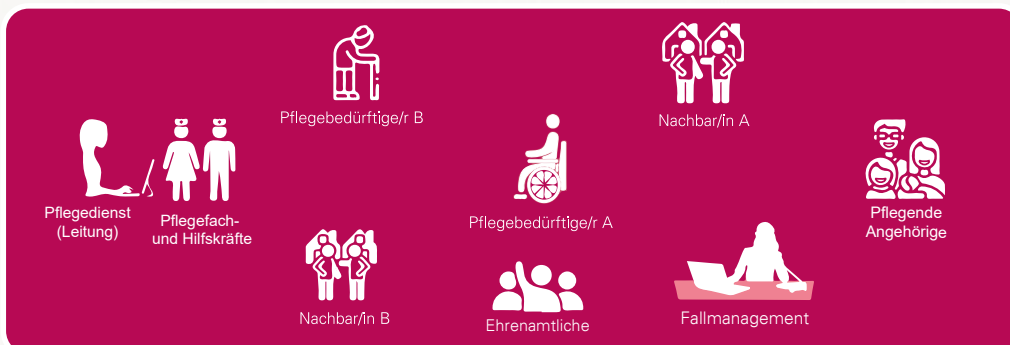 Pflegebedürftige/r B
Nachbar/in A
Pflegedienst
(Leitung)
Pflegefach-
und Hilfskräfte
Pflegebedürftige/r A
Pflegende
Angehörige
Nachbar/in B
Ehrenamtliche
Fallmanagement